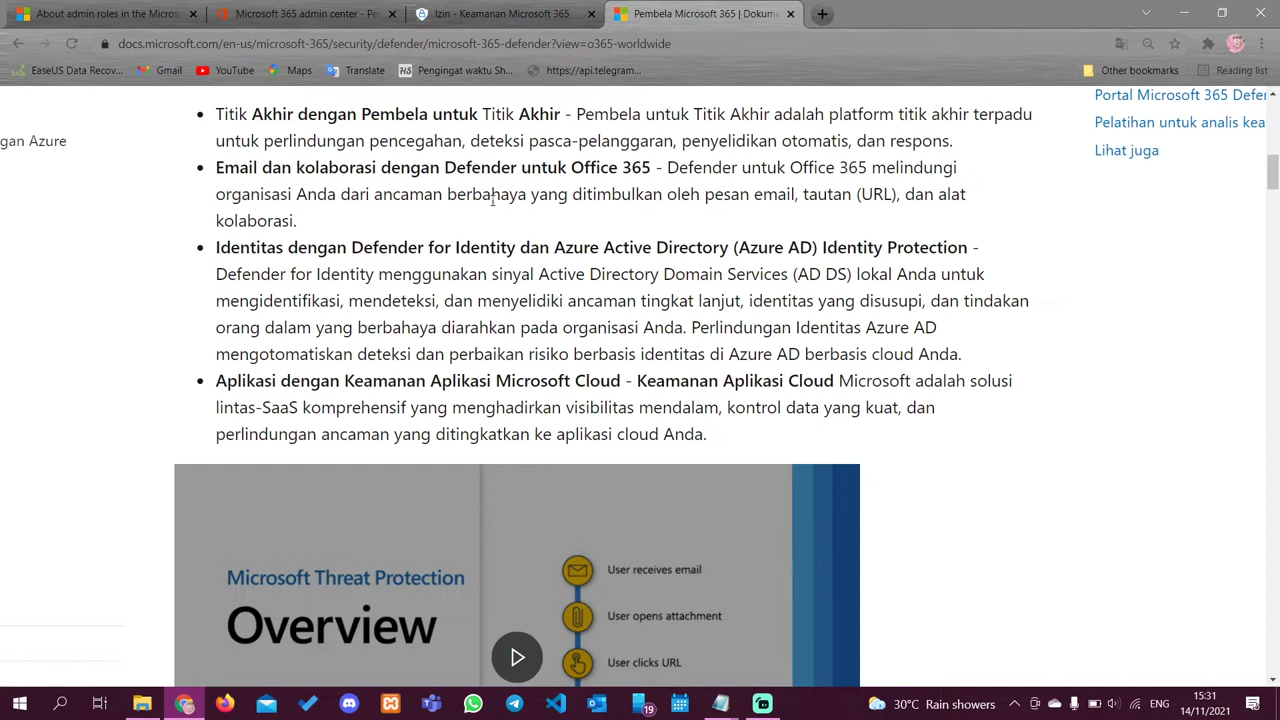 About admin roles in the Micros
Microsoft 365 admin center - Pe
Izin - Keamanan Microsoft 365
Pembela Microsoft 365 | Dokume
docs.microsoft.com/en-us/microsoft-365/security/defender/microsoft-365-defender?view=o365-worldwide
EaseUS Data Recov...
Gmail
YouTube
Maps
Translate
Pengingat waktu Sh...
https://api.telegram...
Other bookmarks
Reading list
Portal Microsoft 365 Defer
Pelatihan untuk analis kea
Lihat juga
gan Azure
Titik Akhir dengan Pembela untuk Titik Akhir - Pembela untuk Titik Akhir adalah platform titik akhir terpadu
untuk perlindungan pencegahan, deteksi pasca-pelanggaran, penyelidikan otomatis, dan respons.
Email dan kolaborasi dengan Defender untuk Office 365 - Defender untuk Office 365 melindungi
organisasi Anda dari ancaman berbahaya yang ditimbulkan oleh pesan email, tautan (URL), dan alat
kolaborasi.
Identitas dengan Defender for Identity dan Azure Active Directory (Azure AD) Identity Protection -
Defender for Identity menggunakan sinyal Active Directory Domain Services (AD DS) lokal Anda untuk
mengidentifikasi, mendeteksi, dan menyelidiki ancaman tingkat lanjut, identitas yang disusupi, dan tindakan
orang dalam yang berbahaya diarahkan pada organisasi Anda. Perlindungan Identitas Azure AD
mengotomatiskan deteksi dan perbaikan risiko berbasis identitas di Azure AD berbasis cloud Anda.
Aplikasi dengan Keamanan Aplikasi Microsoft Cloud - Keamanan Aplikasi Cloud Microsoft adalah solusi
lintas-SaaS komprehensif yang menghadirkan visibilitas mendalam, kontrol data yang kuat, dan
perlindungan ancaman yang ditingkatkan ke aplikasi cloud Anda.
Microsoft Threat Protection
Overview
User receives email
User opens attachment
User clicks URL
19
30°C Rain showers
ENG
15:31
14/11/2021